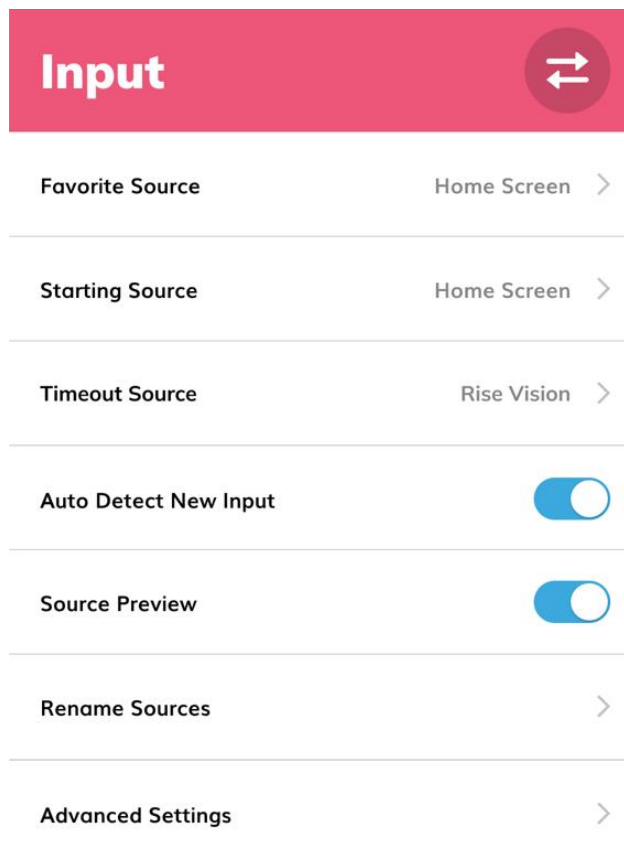 Input
Favorite Source Home Screen
Starting Source Home Screen
Timeout Source Rise Vision
Auto Detect New Input
Source Preview
Rename Sources
Advanced Settings